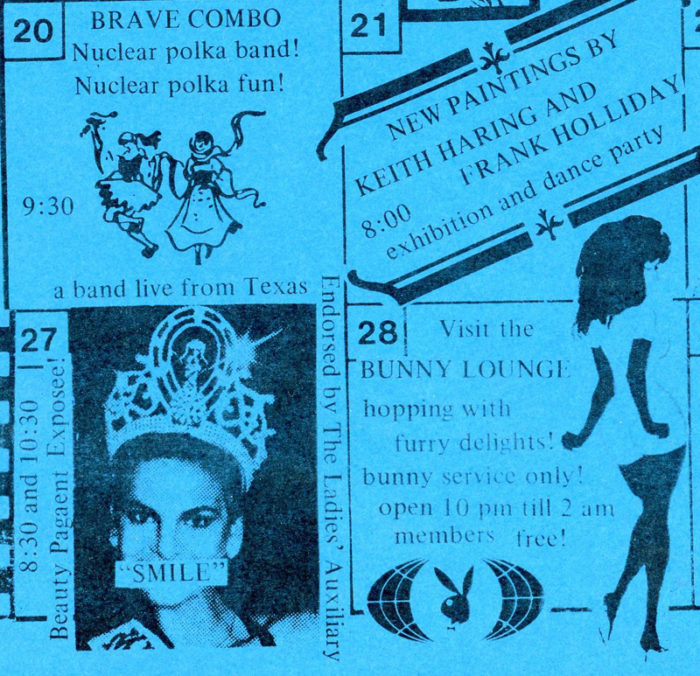 20
BRAVE COMBO
Nuclear polka band!
Nuclear polka fun!
9:30
a band live from Texas
21
NEW PAINTINGS BY
KEITH HARING AND
FRANK HOLLIDAY
8:00
exhibition and dance party
27
8:30 and 10:30
Beauty Pagaent Exposee!
"SMILE"
Endorsed by The Ladies' Auxiliary
28
Visit the
BUNNY LOUNGE
hopping with
furry delights!
bunny service only!
open 10 pm till 2 am
members free!